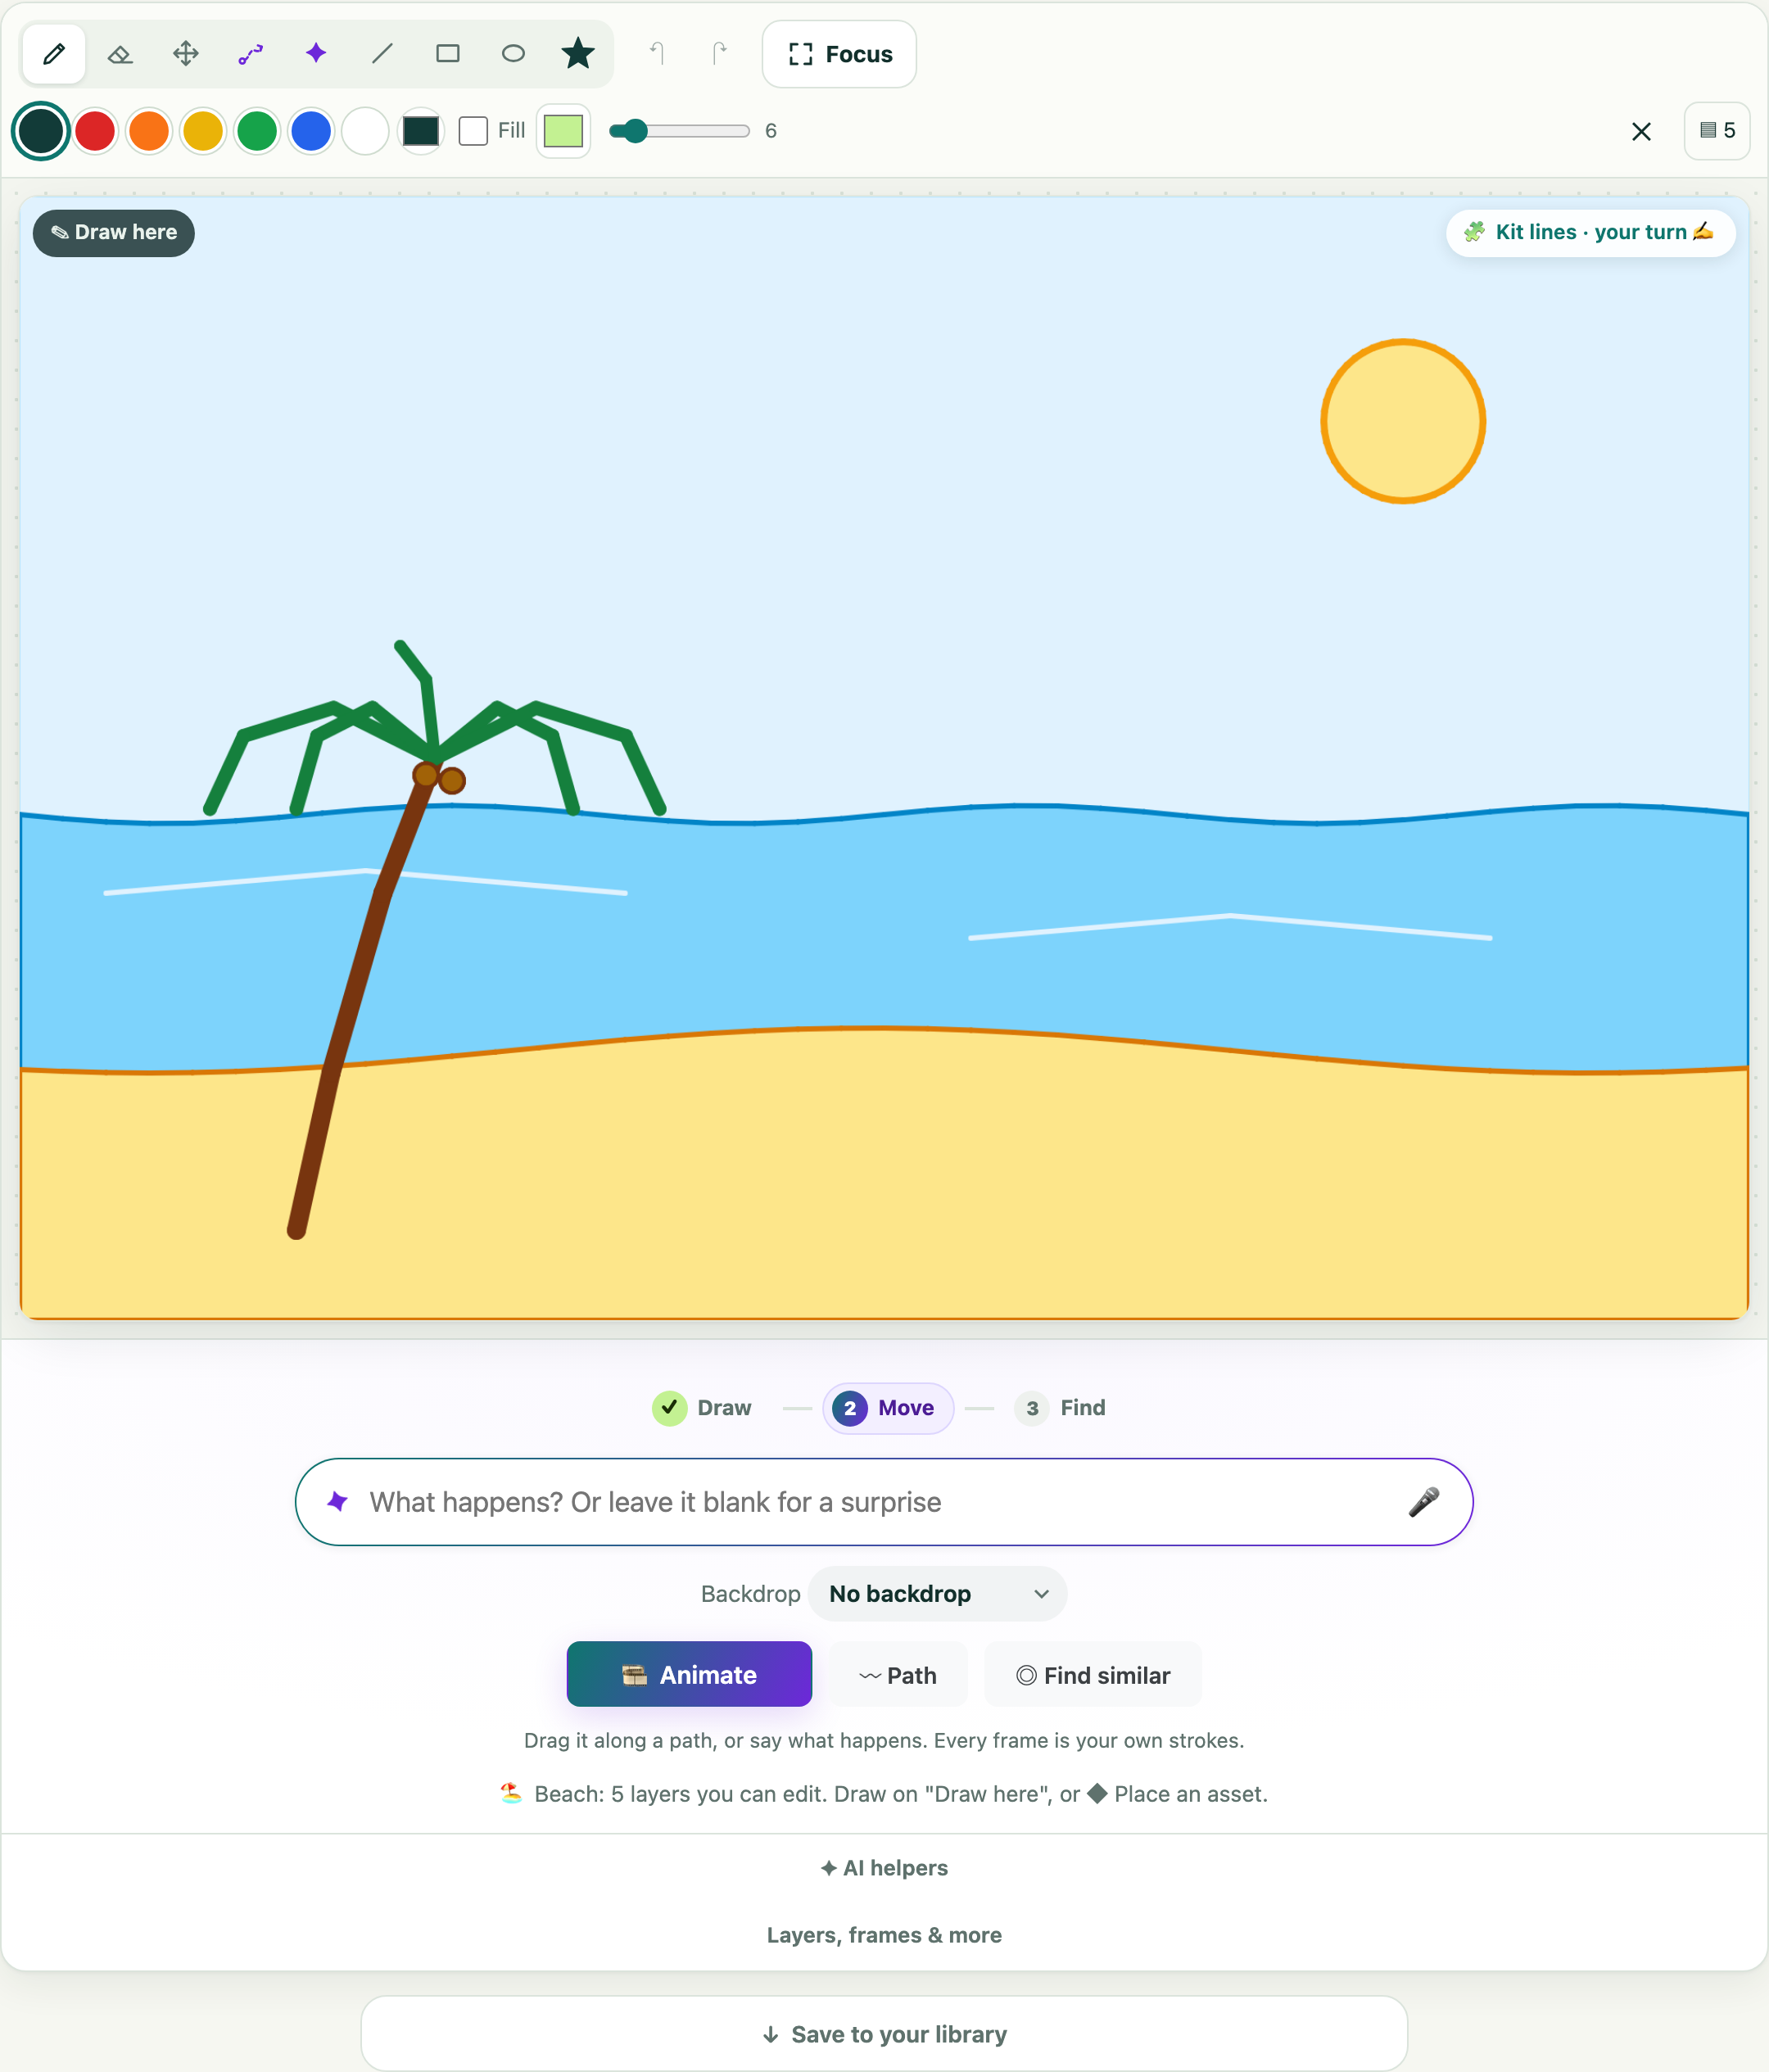 Focus
Fill
6
5
Draw here
Kit lines · your turn
Draw
2 Move
3 Find
What happens? Or leave it blank for a surprise
Backdrop No backdrop
Animate
Path
Find similar
Drag it along a path, or say what happens. Every frame is your own strokes.
Beach: 5 layers you can edit. Draw on "Draw here", or ◆ Place an asset.
AI helpers
Layers, frames & more
Save to your library